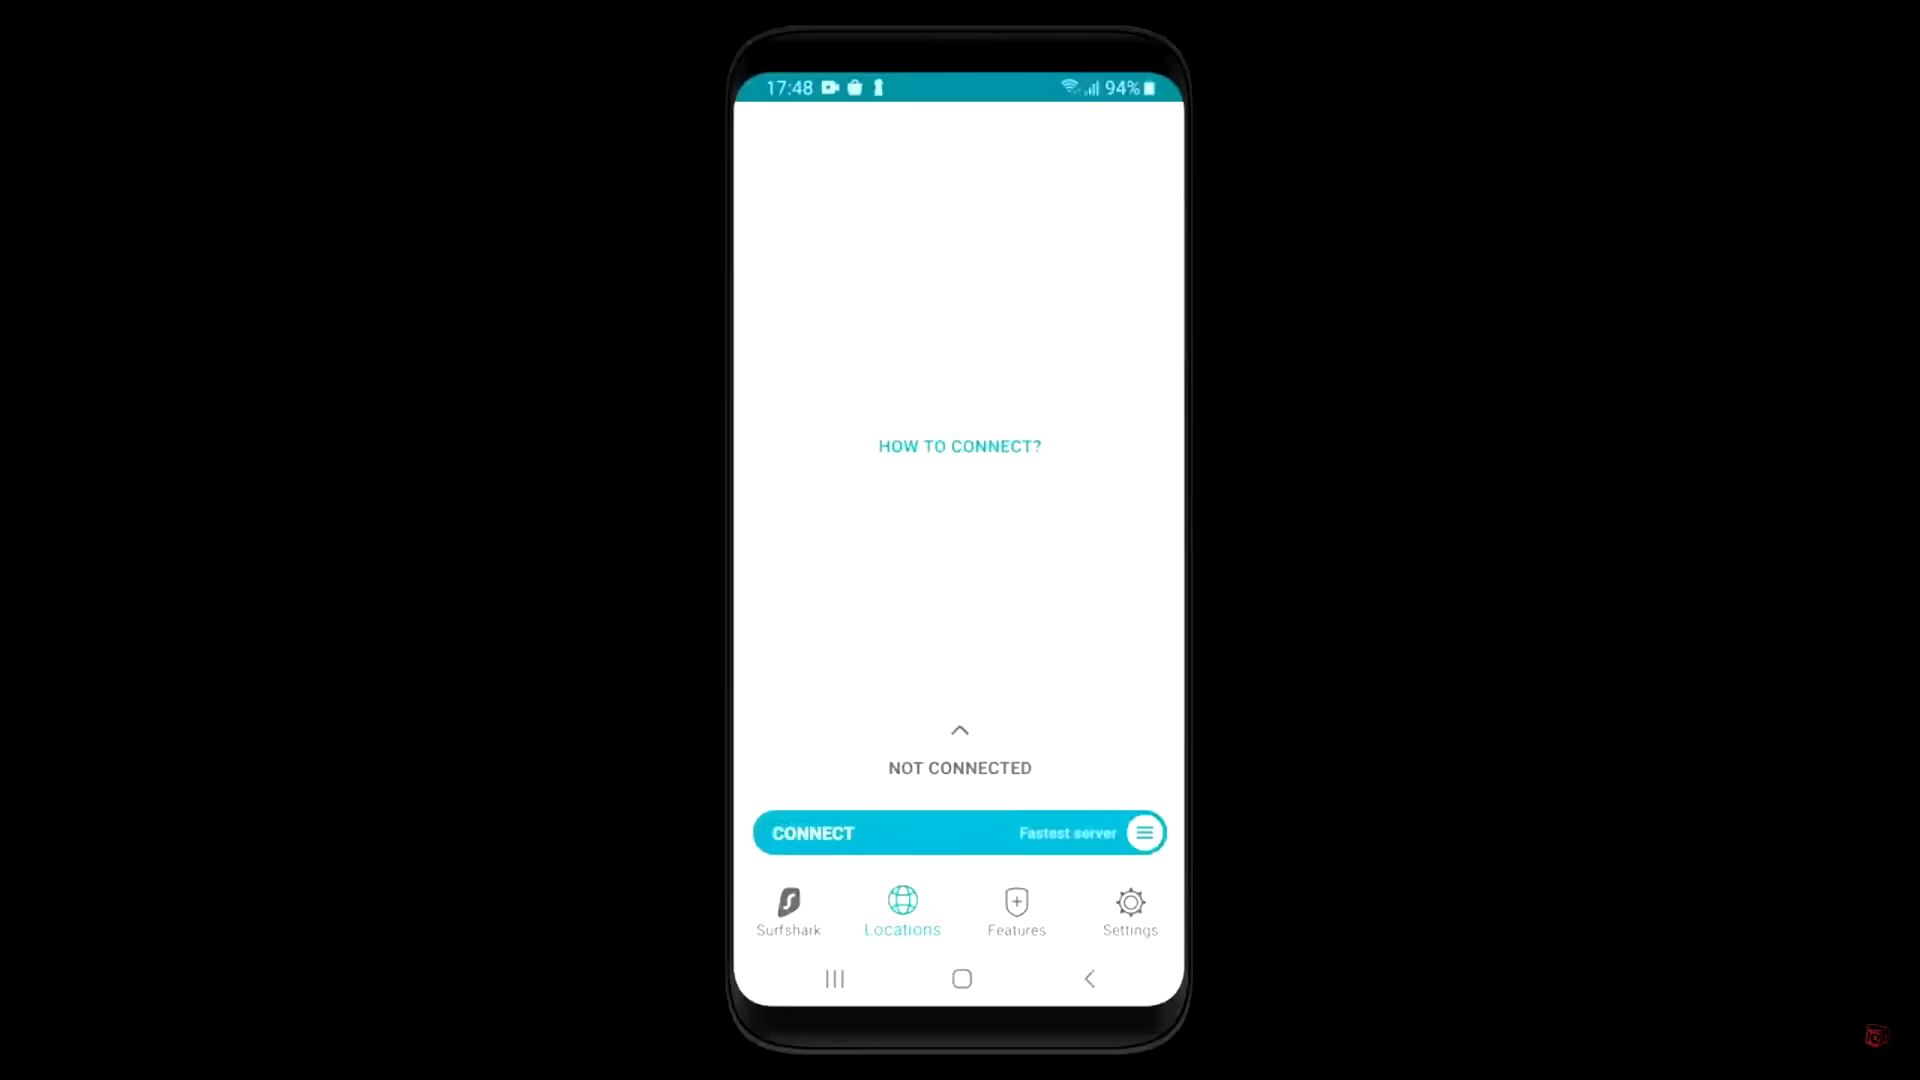 17:48 94%
HOW TO CONNECT?
NOT CONNECTED
CONNECT Fastest server
Surfshark Locations Features Settings